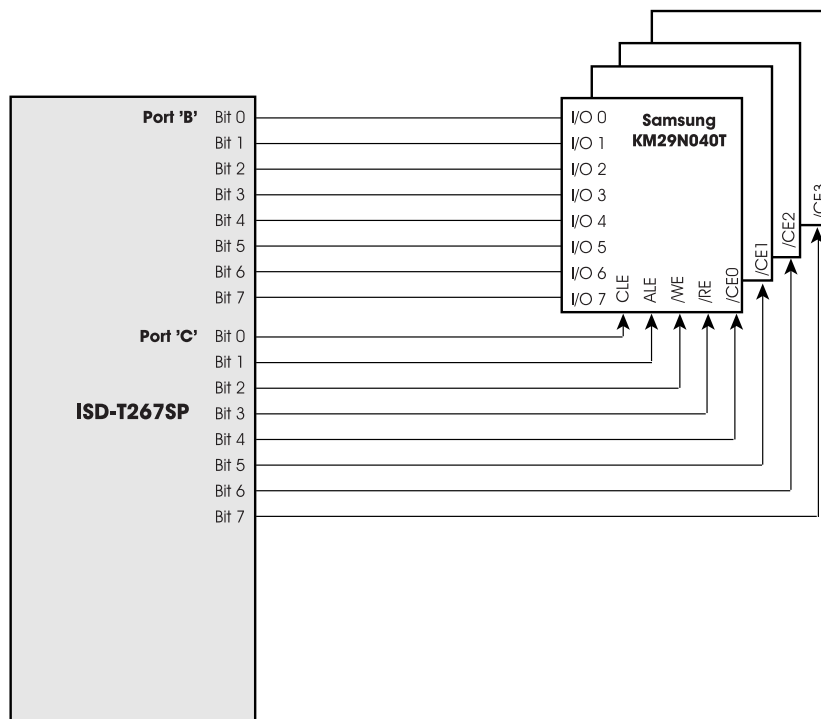 Port 'B' Bit 0
Bit 1
Bit 2
Bit 3
Bit 4
Bit 5
Bit 6
Bit 7
Port 'C' Bit 0
Bit 1
Bit 2
Bit 3
Bit 4
Bit 5
Bit 6
Bit 7
ISD-T267SP
I/O 0
I/O 1
I/O 2
I/O 3
I/O 4
I/O 5
I/O 6
I/O 7
Samsung
KM29N040T
CLE
ALE
/WE
/RE
/CE0
/CE1
/CE2
/CE3